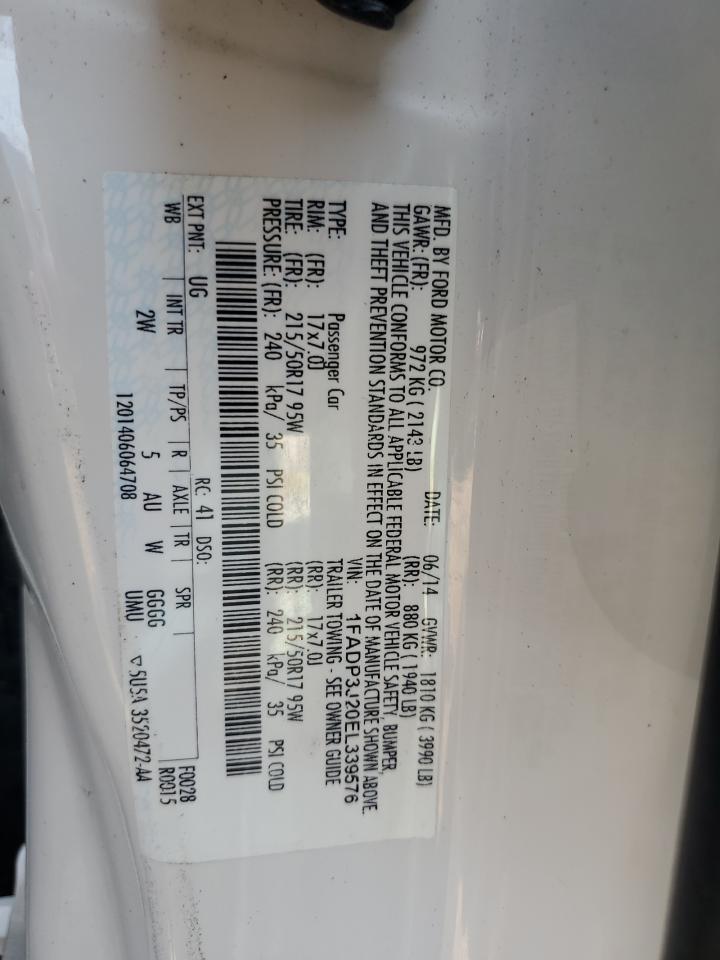 MFD. BY FORD MOTOR CO. DATE: 06/14 GVWR: 1810 KG ( 3990 LB)
GAWR: (FR): 972 KG ( 2143 LB) (RR): 880 KG ( 1940 LB)
THIS VEHICLE CONFORMS TO ALL APPLICABLE FEDERAL MOTOR VEHICLE SAFETY, BUMPER,
AND THEFT PREVENTION STANDARDS IN EFFECT ON THE DATE OF MANUFACTURE SHOWN ABOVE.
VIN: 1FADP3J20EL339576
TYPE: Passenger Car TRAILER TOWING - SEE OWNER GUIDE
RIM: (FR): 17x7.0J (RR): 17x7.0J
TIRE: (FR): 215/50R17 95W (RR): 215/50R17 95W
PRESSURE: (FR): 240 kPa/ 35 PSI COLD (RR): 240 kPa/ 35 PSI COLD
EXT PNT: UG RC: 41 DSO: F0028
WB INT TR TP/PS R AXLE TR SPR R0015
2W 5 AU W GGGG
1201406064708 UMU ▽5U5A 3520472-AA